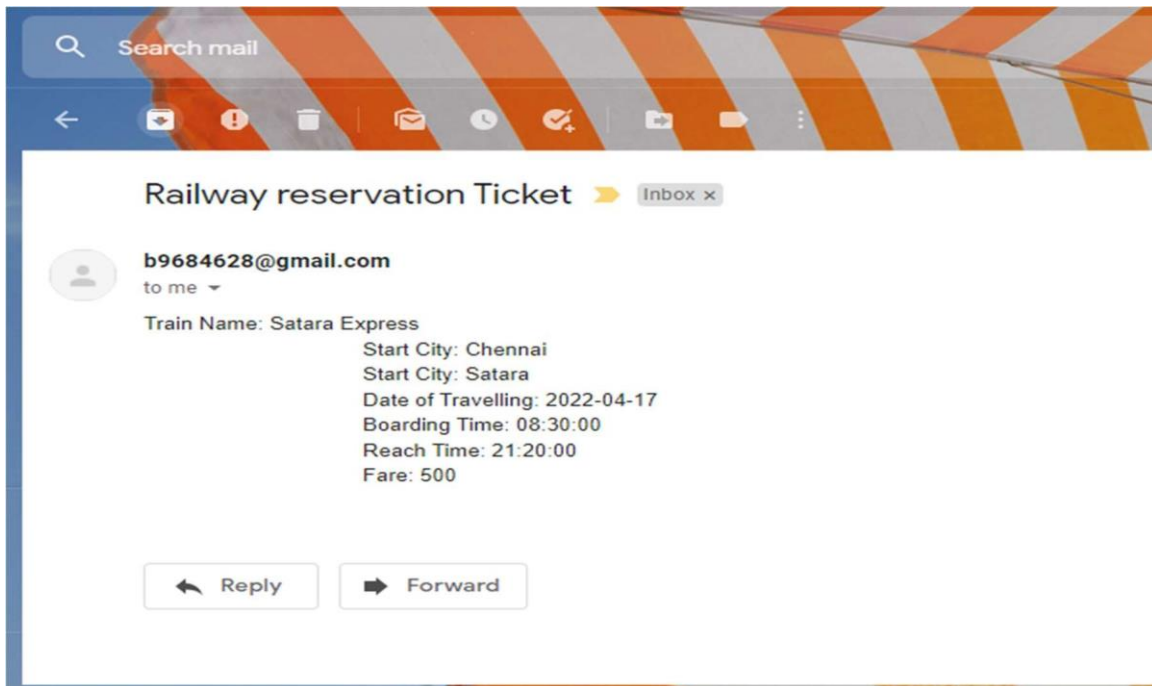 Search mail
Railway reservation Ticket Inbox x
b9684628@gmail.com
to me
Train Name: Satara Express
Start City: Chennai
Start City: Satara
Date of Travelling: 2022-04-17
Boarding Time: 08:30:00
Reach Time: 21:20:00
Fare: 500
Reply Forward